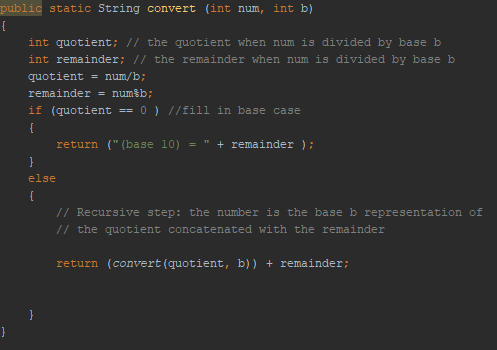 public static String convert (int num, int b)
{
int quotient; // the quotient when num is divided by base b
int remainder; // the remainder when num is divided by base b
quotient = num/b;
remainder = num%b;
if (quotient == 0 ) //fill in base case
{
return ("(base 10) = " + remainder );
}
else
{
// Recursive step: the number is the base b representation of
// the quotient concatenated with the remainder
return (convert(quotient, b)) + remainder;
}
}